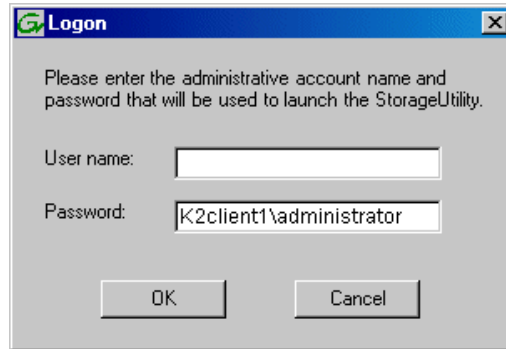 Logon
Please enter the administrative account name and
password that will be used to launch the StorageUtility.
User name:
Password:
K2client1\administrator
OK
Cancel